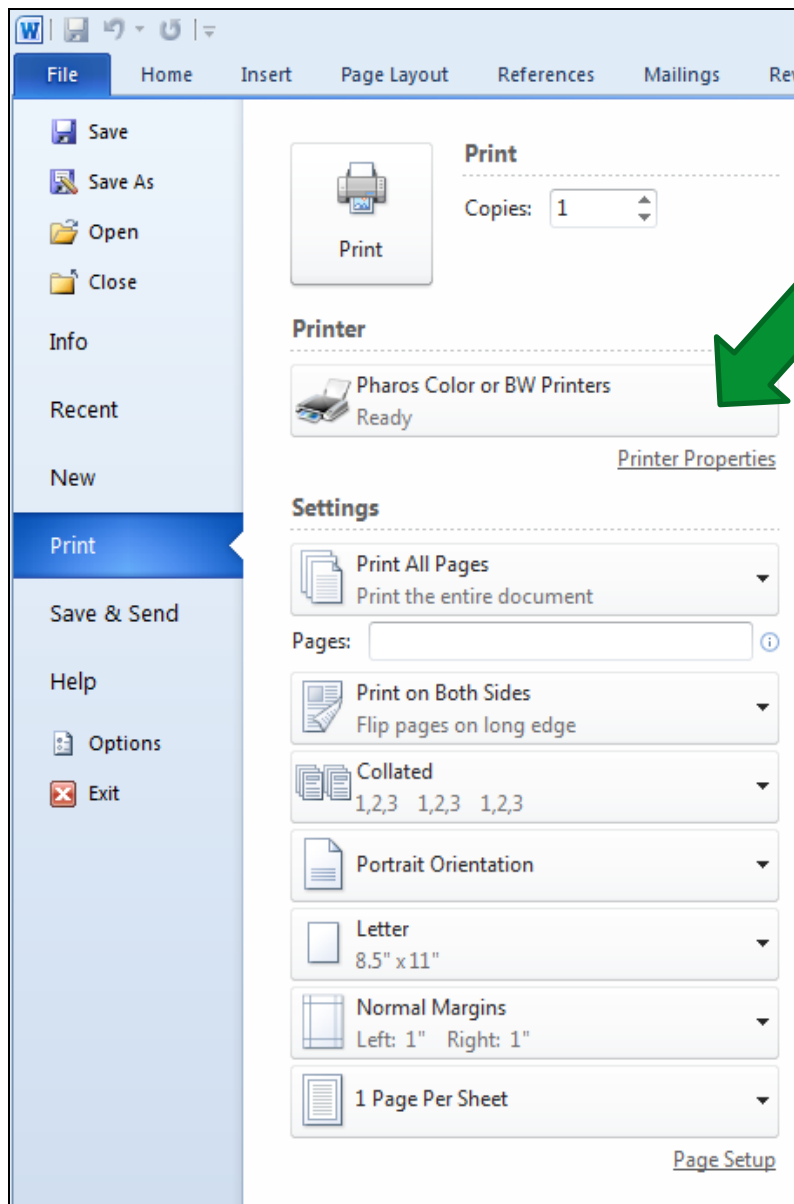 W
File Home Insert Page Layout References Mailings Rev
Save
Save As
Open
Close
Info
Recent
New
Print
Save & Send
Help
Options
Exit
Print
Print
Copies: 1
Printer
Pharos Color or BW Printers
Ready
Printer Properties
Settings
Print All Pages
Print the entire document
Pages:
Print on Both Sides
Flip pages on long edge
Collated
1,2,3 1,2,3 1,2,3
Portrait Orientation
Letter
8.5" x 11"
Normal Margins
Left: 1" Right: 1"
1 Page Per Sheet
Page Setup